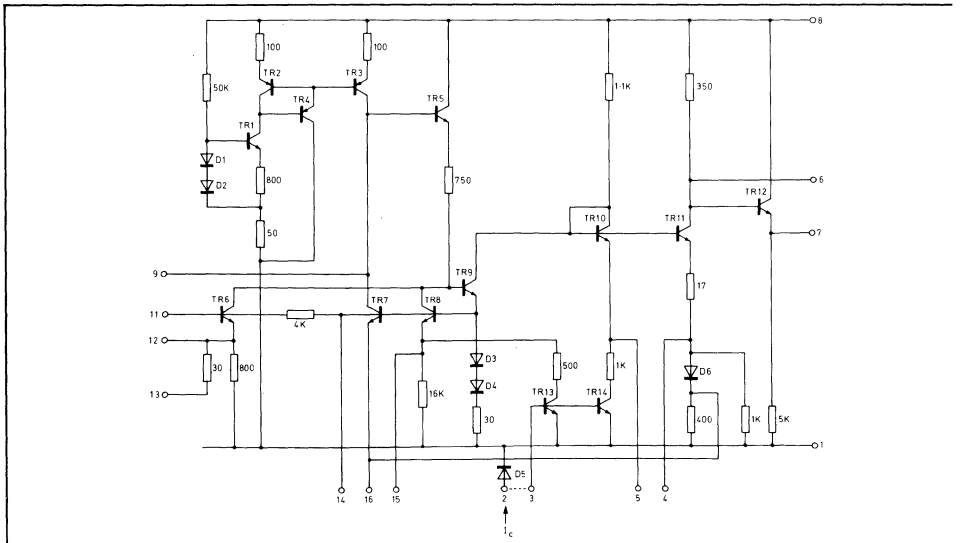 8
100
100
TR2
TR3
50K
1·1K
350
TR4
TR5
TR1
D1
800
750
6
D2
TR12
TR10
TR11
7
50
TR9
9
17
TR6
TR7
TR8
11
4K
12
D3
30
800
500
1K
D6
D4
13
16K
TR13
TR14
30
400
1K
5K
1
D5
14
16
15
2
3
5
4
Ic